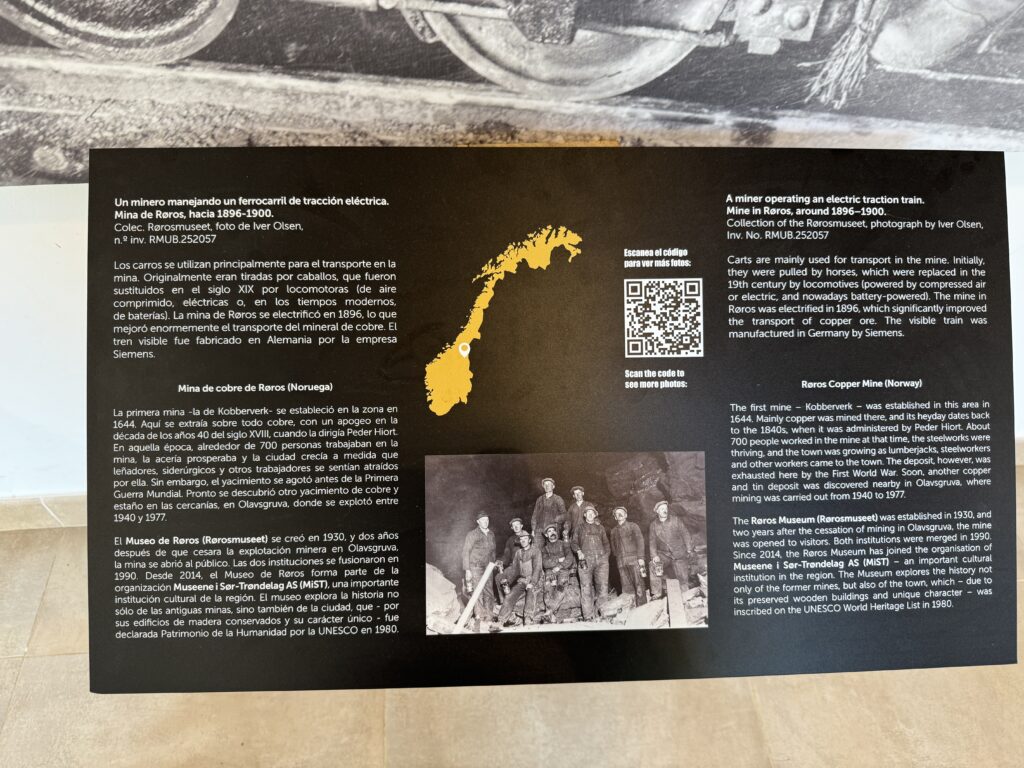 Un minero manejando un ferrocarril de tracción eléctrica.
Mina de Røros, hacia 1896-1900.
Colec. Rørosmuseet, foto de Iver Olsen,
n.º inv. RMUB.252057
Los carros se utilizan principalmente para el transporte en la
mina. Originalmente eran tiradas por caballos, que fueron
sustituidos en el siglo XIX por locomotoras (de aire
comprimido, eléctricas o, en los tiempos modernos,
de baterías). La mina de Røros se electrificó en 1896, lo que
mejoró enormemente el transporte del mineral de cobre. El
tren visible fue fabricado en Alemania por la empresa
Siemens.
Mina de cobre de Røros (Noruega)
La primera mina -la de Kobberverk- se estableció en la zona en
1644. Aquí se extraía sobre todo cobre, con un apogeo en la
década de los años 40 del siglo XVIII, cuando la dirigía Peder Hiort.
En aquella época, alrededor de 700 personas trabajaban en la
mina, la acería prosperaba y la ciudad crecía a medida que
leñadores, siderúrgicos y otros trabajadores se sentían atraídos
por ella. Sin embargo, el yacimiento se agotó antes de la Primera
Guerra Mundial. Pronto se descubrió otro yacimiento de cobre y
estaño en las cercanías, en Olavsgruva, donde se explotó entre
1940 y 1977.
El Museo de Røros (Rørosmuseet) se creó en 1930, y dos años
después de que cesara la explotación minera en Olavsgruva,
la mina se abrió al público. Las dos instituciones se fusionaron en
1990. Desde 2014, el Museo de Røros forma parte de la
organización Museene i Sør-Trøndelag AS (MiST), una importante
institución cultural de la región. El museo explora la historia no
sólo de las antiguas minas, sino también de la ciudad, que - por
sus edificios de madera conservados y su carácter único - fue
declarada Patrimonio de la Humanidad por la UNESCO en 1980.
Escanea el código
para ver más fotos:
Scan the code to
see more photos:
A miner operating an electric traction train.
Mine in Røros, around 1896–1900.
Collection of the Rørosmuseet, photograph by Iver Olsen,
Inv. No. RMUB.252057
Carts are mainly used for transport in the mine. Initially,
they were pulled by horses, which were replaced in the
19th century by locomotives (powered by compressed air
or electric, and nowadays battery-powered). The mine in
Røros was electrified in 1896, which significantly improved
the transport of copper ore. The visible train was
manufactured in Germany by Siemens.
Røros Copper Mine (Norway)
The first mine – Kobberverk – was established in this area in
1644. Mainly copper was mined there, and its heyday dates back
to the 1840s, when it was administered by Peder Hiort. About
700 people worked in the mine at that time, the steelworks were
thriving, and the town was growing as lumberjacks, steelworkers
and other workers came to the town. The deposit, however, was
exhausted here by the First World War. Soon, another copper
and tin deposit was discovered nearby in Olavsgruva, where
mining was carried out from 1940 to 1977.
The Røros Museum (Rørosmuseet) was established in 1930, and
two years after the cessation of mining in Olavsgruva, the mine
was opened to visitors. Both institutions were merged in 1990.
Since 2014, the Røros Museum has joined the organisation of
Museene i Sør-Trøndelag AS (MiST) – an important cultural
institution in the region. The Museum explores the history not
only of the former mines, but also of the town, which – due to
its preserved wooden buildings and unique character – was
inscribed on the UNESCO World Heritage List in 1980.